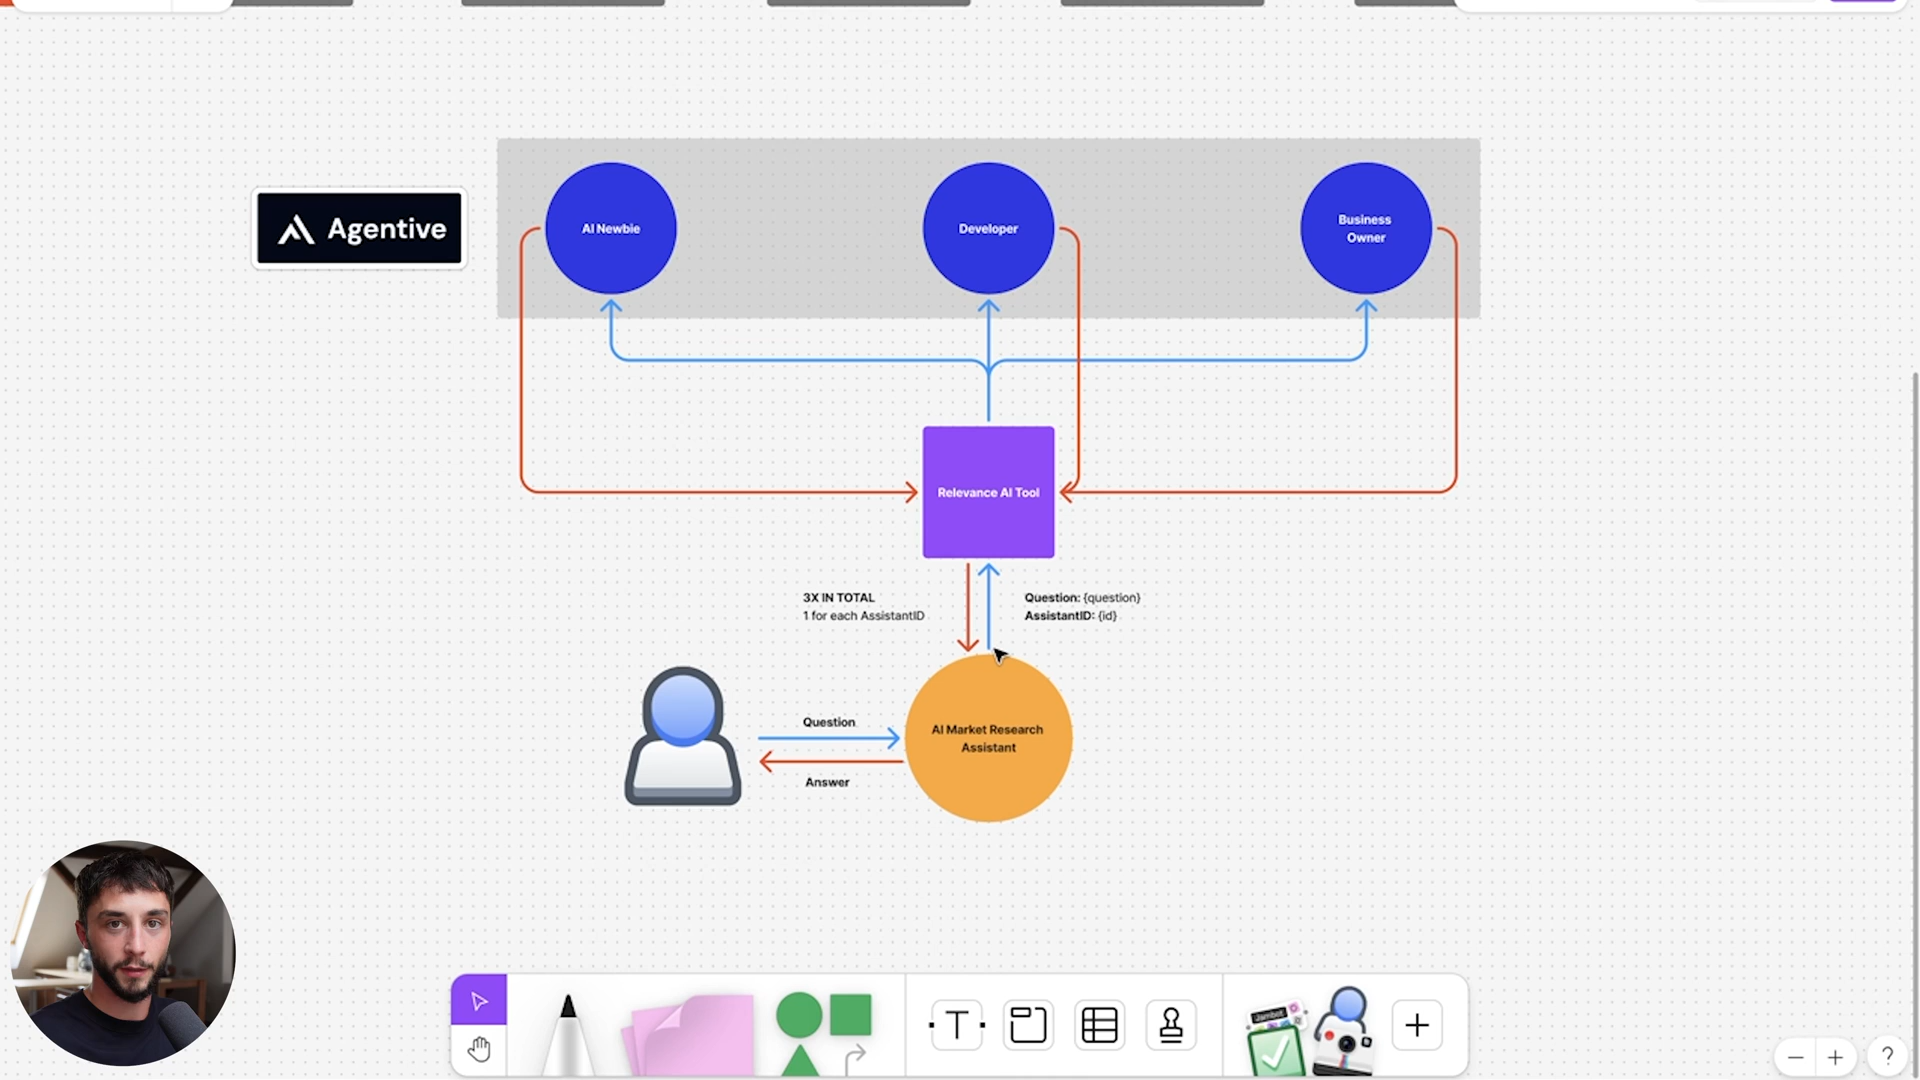 Agentive
AI Newbie
Developer
Business
Owner
Relevance AI Tool
3X IN TOTAL
1 for each AssistantID
Question: {question}
AssistantID: {id}
Question
AI Market Research
Assistant
Answer
T
Jambot
?